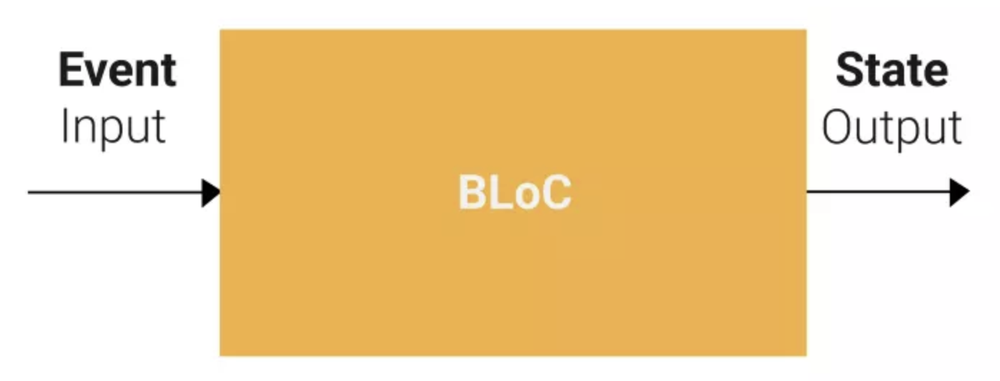 Event
Input
BLoC
State
Output